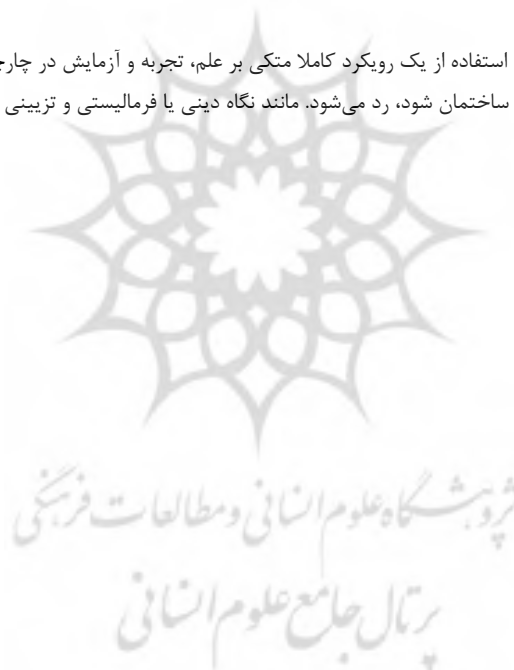 استفاده از یک رویکرد کاملا متکی بر علم، تجربه و آزمایش در
ساختمان شود، رد می‌شود. مانند نگاه دینی یا فرمالیستی و تزیینی
پژوهشگاه علوم انسانی و مطالعات فرهنگی
پرتال جامع علوم انسانی